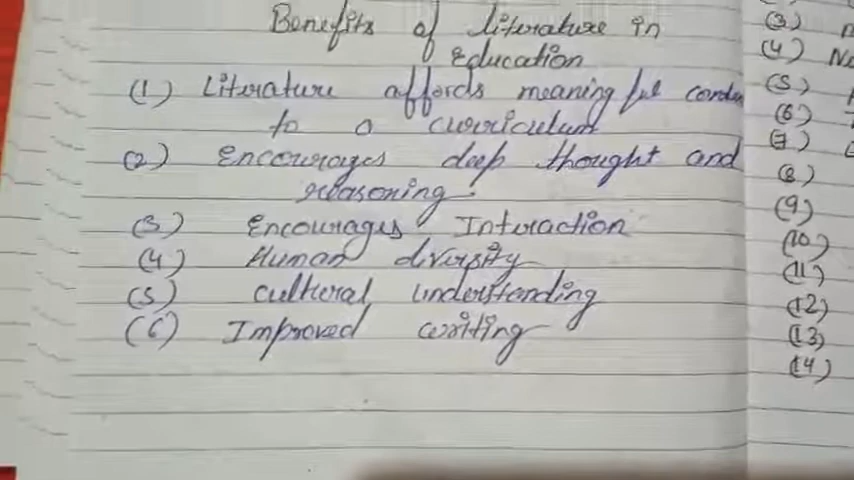 Benefits of literature in
Education
(1) Literature affords meaningful
to a curriculum
(2) Encourages deep thought and
reasoning.
(3) Encourages Interaction
(4) Human diversity
(5) cultural understanding
(6) Improved writing
(3)
(4) Ne
(5)
(6)
(7)
(8)
(9)
(10)
(11)
(12)
(13)
(14)